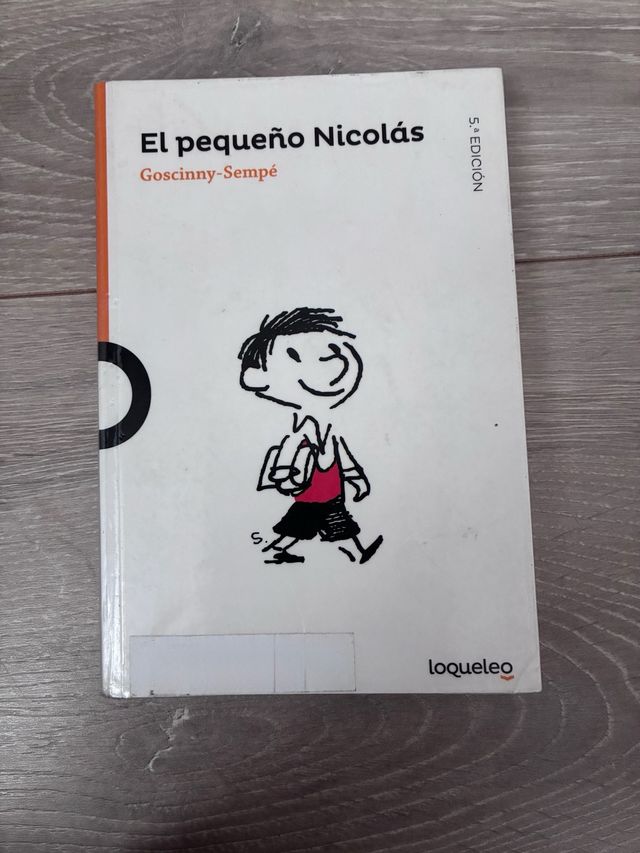 El pequeño Nicolás
Goscinny-Sempé
5.ª EDICIÓN
S.
loqueleo